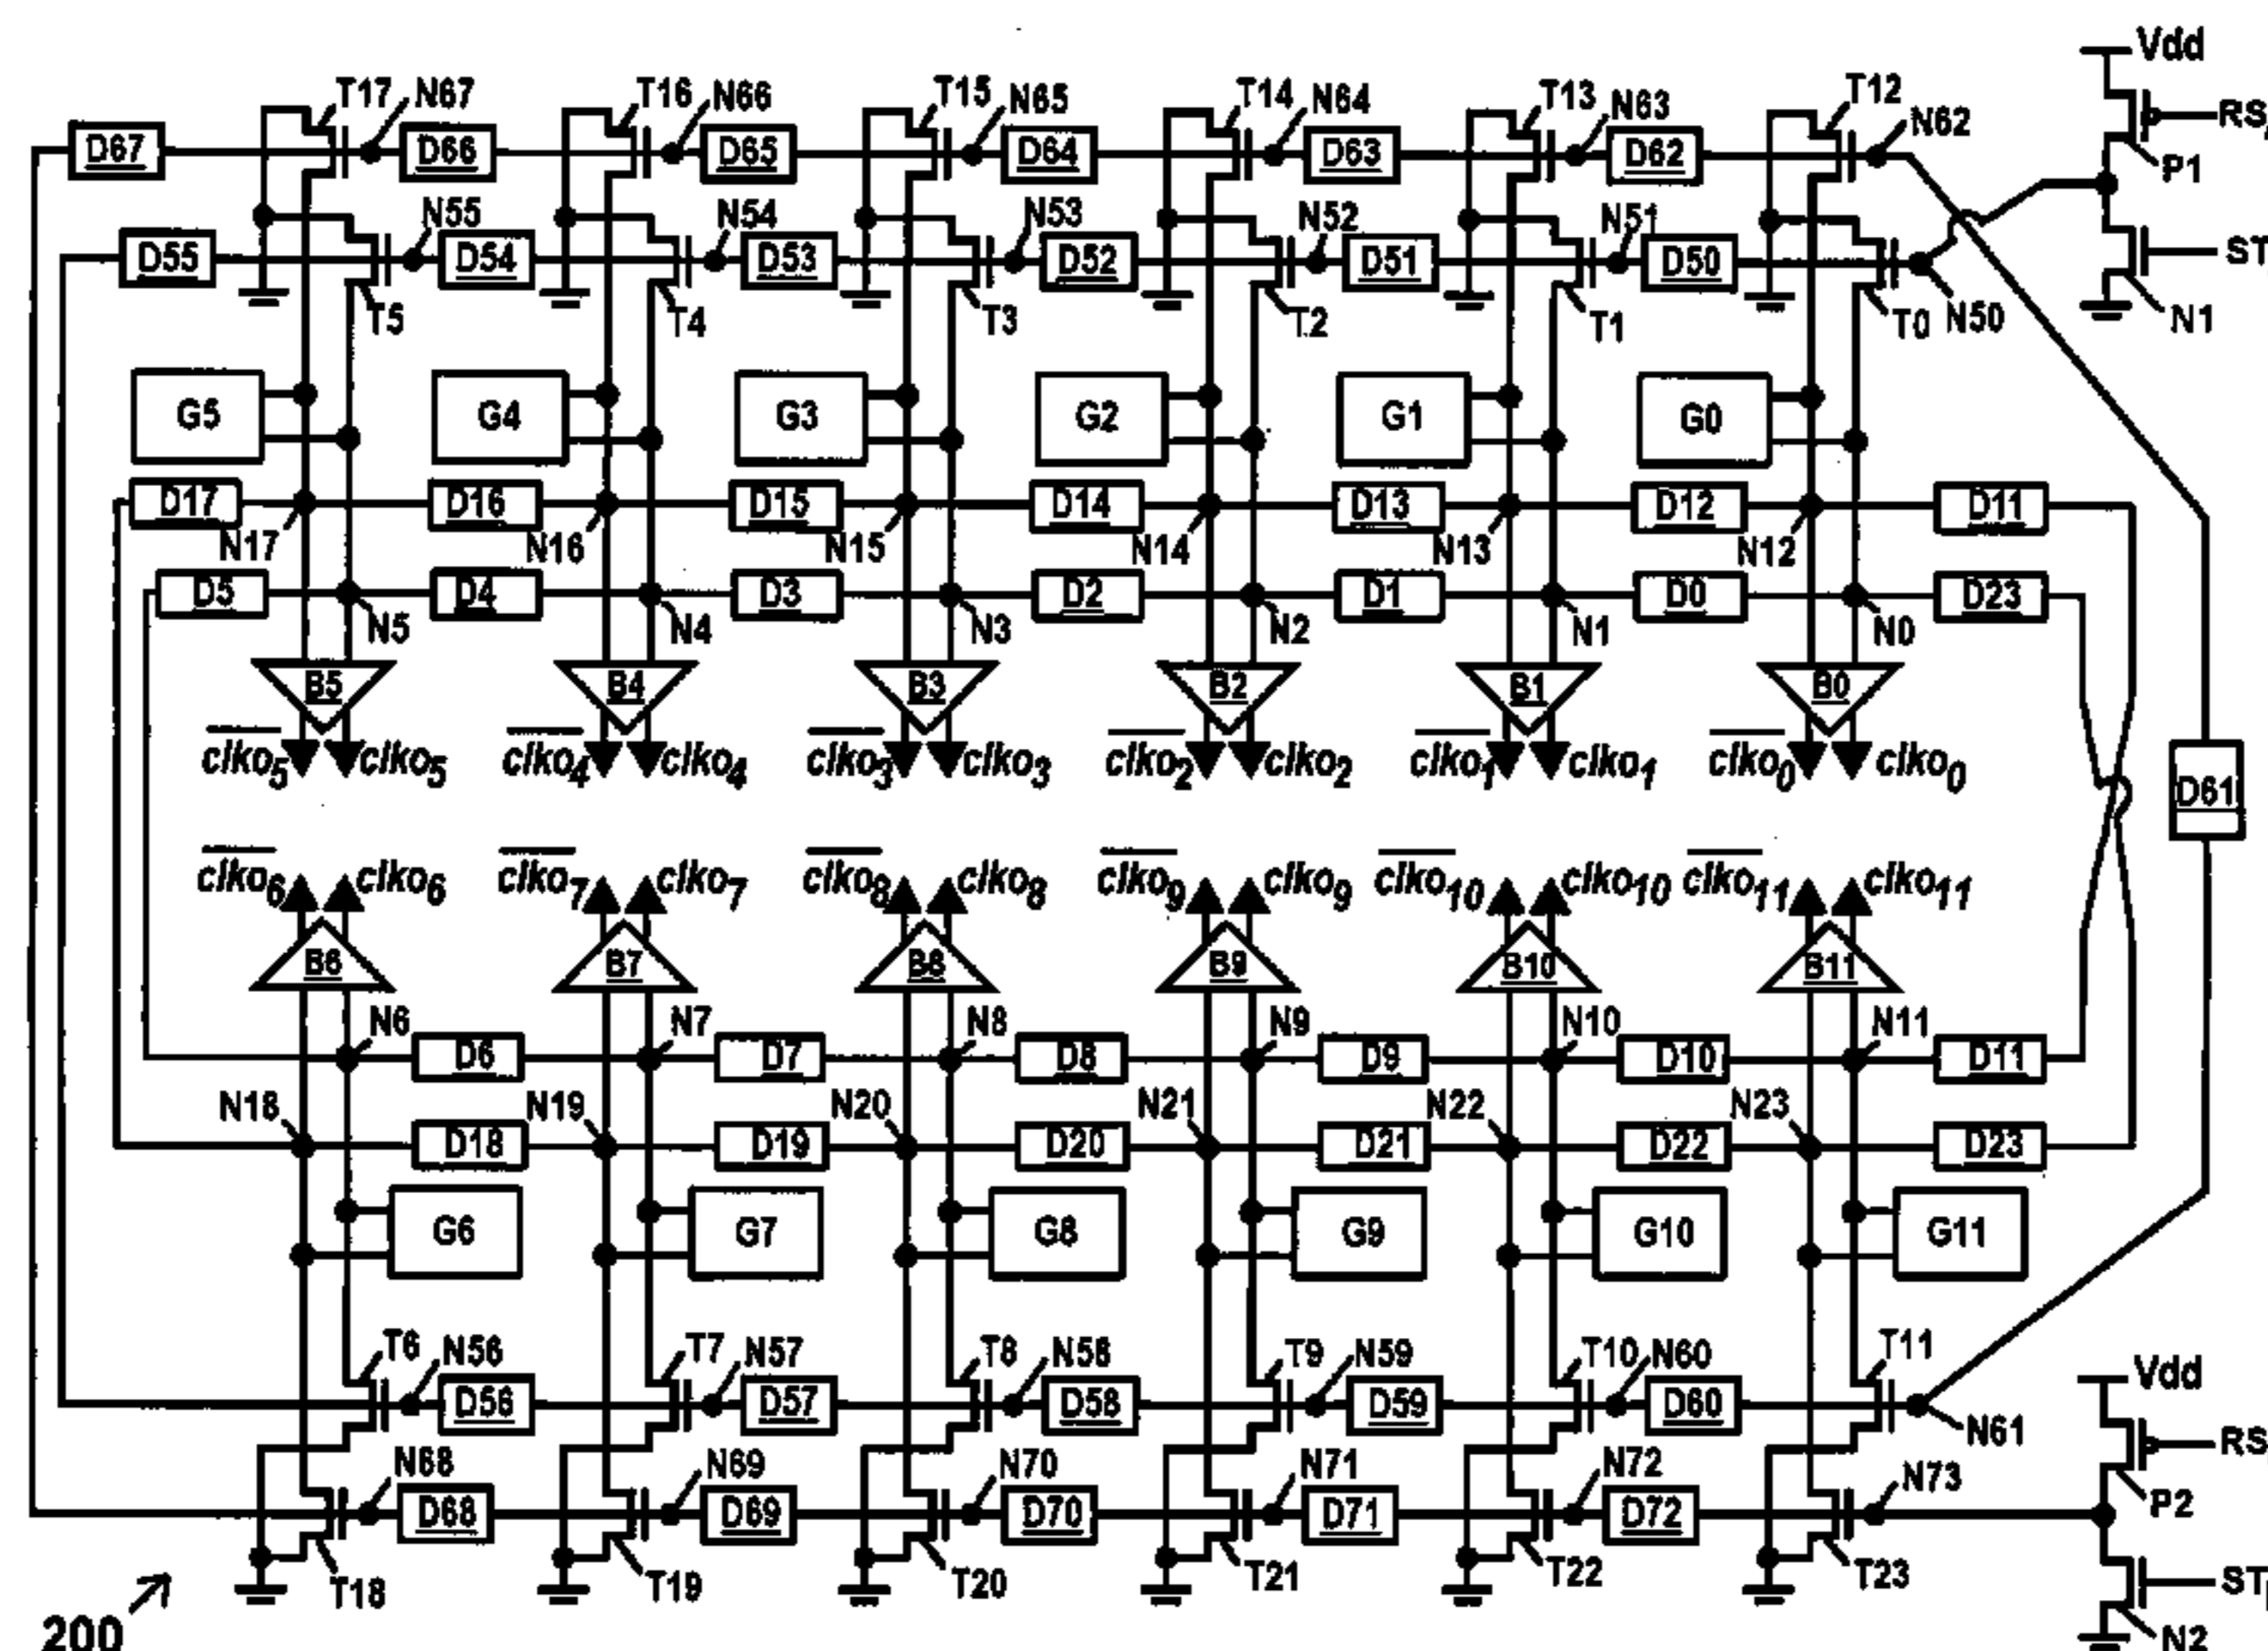 Vdd
T17 N67 T16 N66 T15 N65 T14 N64 T13 N63 T12 N62 RS
D67 D66 D65 D64 D63 D62 P1
N55 N54 N53 N52 N51
D55 D54 D53 D52 D51 D50 ST
T5 T4 T3 T2 T1 T0 N50 N1
G5 G4 G3 G2 G1 G0
D17 D16 D15 D14 D13 D12 D11
N17 N16 N15 N14 N13 N12
D5 D4 D3 D2 D1 D0 D23
N5 N4 N3 N2 N1 N0
B5 B4 B3 B2 B1 B0
clko5 clko5 clko4 clko4 clko3 clko3 clko2 clko2 clko1 clko1 clko0 clko0
D61
clko6 clko6 clko7 clko7 clko8 clko8 clko9 clko9 clko10 clko10 clko11 clko11
B6 B7 B8 B9 B10 B11
N6 N7 N8 N9 N10 N11
D6 D7 D8 D9 D10 D11
N18 N19 N20 N21 N22 N23
D18 D19 D20 D21 D22 D23
G6 G7 G8 G9 G10 G11
T6 N56 T7 N57 T8 N58 T9 N59 T10 N60 T11
Vdd
D56 D57 D58 D59 D60 N61
RS
N68 N69 N70 N71 N72 N73
D68 D69 D70 D71 D72 P2
T18 T19 T20 T21 T22 T23 ST
200 N2